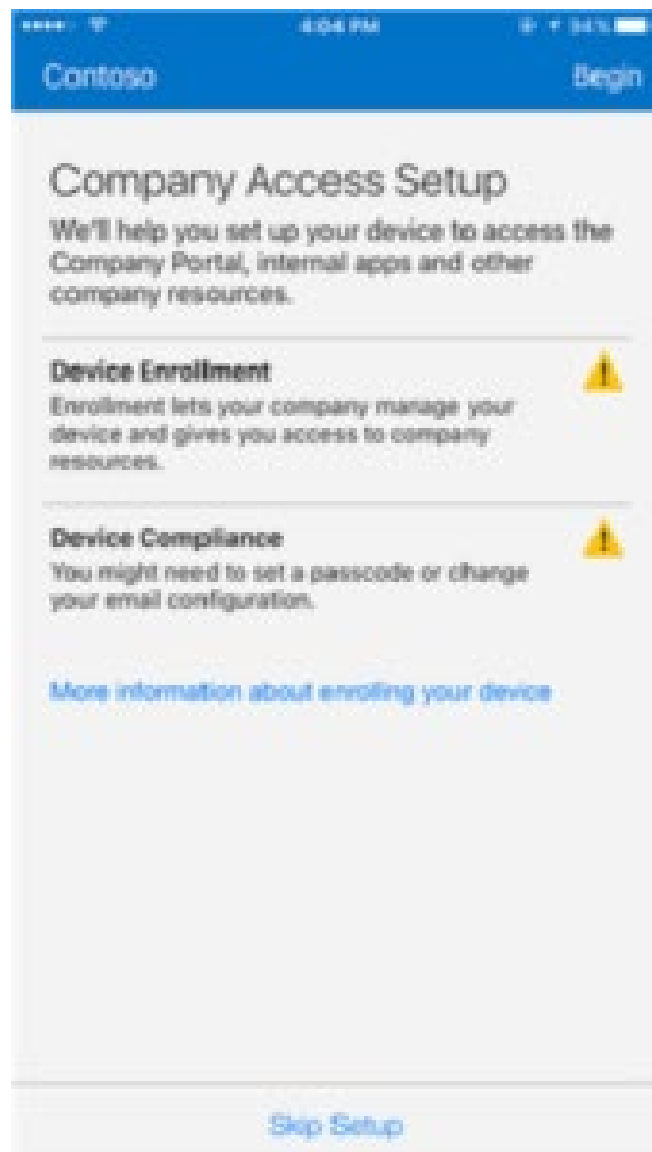 4:04 PM 94%
Contoso Begin
Company Access Setup
We'll help you set up your device to access the
Company Portal, internal apps and other
company resources.
Device Enrollment
Enrollment lets your company manage your
device and gives you access to company
resources.
Device Compliance
You might need to set a passcode or change
your email configuration.
More information about enrolling your device
Skip Setup